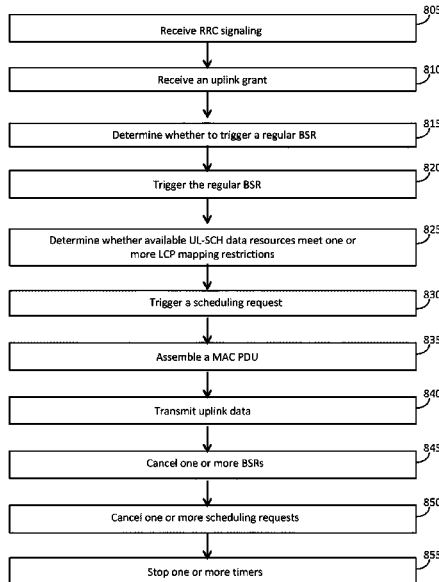 805
Receive RRC signaling
810
Receive an uplink grant
815
Determine whether to trigger a regular BSR
820
Trigger the regular BSR
825
Determine whether available UL-SCH data resources meet one or
more LCP mapping restrictions
830
Trigger a scheduling request
835
Assemble a MAC PDU
840
Transmit uplink data
845
Cancel one or more BSRs
850
Cancel one or more scheduling requests
855
Stop one or more timers